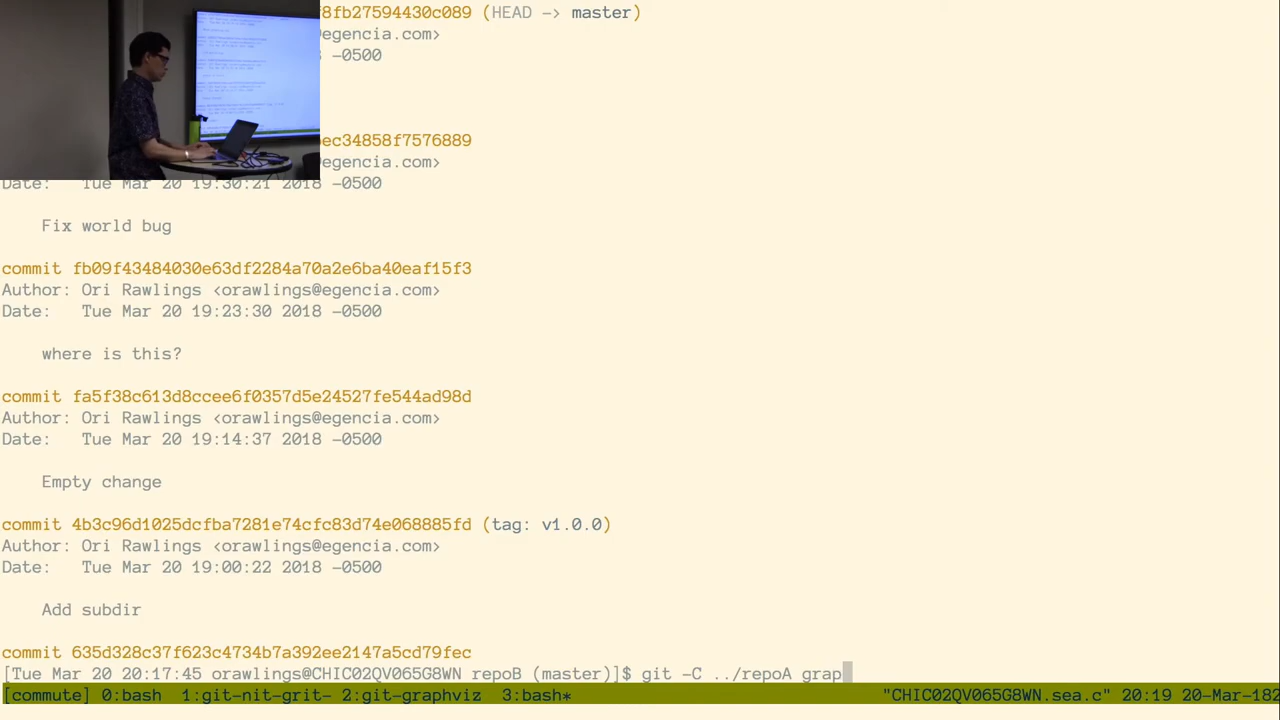 f8fb27594430c089 (HEAD -> master)
@egencia.com>
8 -0500
ec34858f7576889
@egencia.com>
Date:   Tue Mar 20 19:30:21 2018 -0500
    Fix world bug
commit fb09f43484030e63df2284a70a2e6ba40eaf15f3
Author: Ori Rawlings <orawlings@egencia.com>
Date:   Tue Mar 20 19:23:30 2018 -0500
    where is this?
commit fa5f38c613d8ccee6f0357d5e24527fe544ad98d
Author: Ori Rawlings <orawlings@egencia.com>
Date:   Tue Mar 20 19:14:37 2018 -0500
    Empty change
commit 4b3c96d1025dcfba7281e74cfc83d74e068885fd (tag: v1.0.0)
Author: Ori Rawlings <orawlings@egencia.com>
Date:   Tue Mar 20 19:00:22 2018 -0500
    Add subdir
commit 635d328c37f623c4734b7a392ee2147a5cd79fec
[Tue Mar 20 20:17:45 orawlings@CHIC02QV065G8WN repoB (master)]$ git -C ../repoA grap
[commute] 0:bash  1:git-nit-grit- 2:git-graphviz  3:bash* "CHIC02QV065G8WN.sea.c" 20:19 20-Mar-182